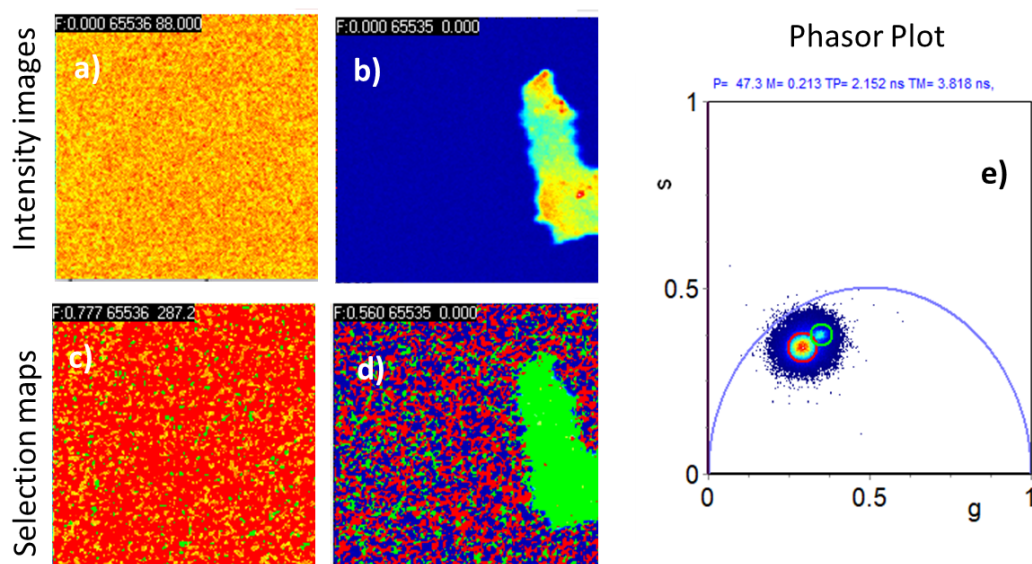 Intensity images
F:0.000 65536 88.000
a)
F:0.000 65535 0.000
b)
Selection maps
F:0.777 65536 287.2
c)
F:0.560 65535 0.000
d)
Phasor Plot
P= 47.3 M= 0.213 TP= 2.152 ns TM= 3.818 ns,
1
s
e)
0.5
0
0
0.5
g
1